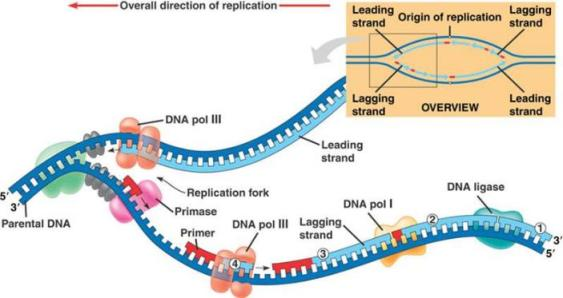 Overall direction of replication
Leading
strand
Origin of replication
Lagging
strand
Lagging
strand
OVERVIEW
Leading
strand
DNA pol III
Leading
strand
Replication fork
5′
3′
Parental DNA
Primase
Primer
DNA pol III
4
Lagging
strand
3
DNA pol I
2
DNA ligase
1
3′
5′